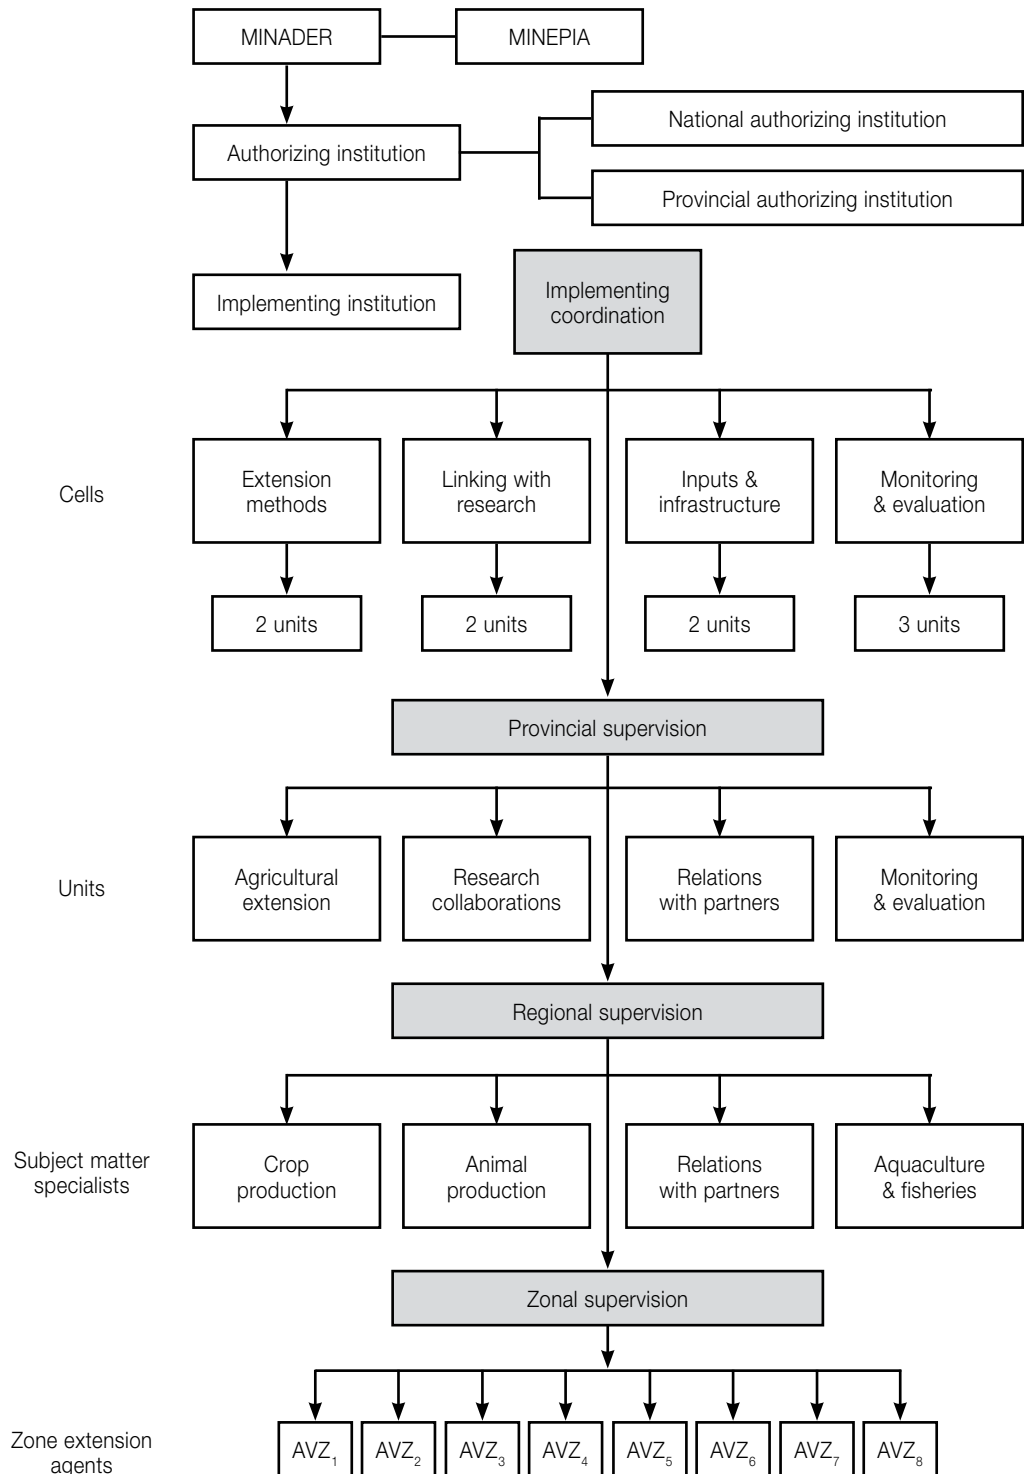 MINADER
MINEPIA
National authorizing institution
Authorizing institution
Provincial authorizing institution
Implementing institution
Implementing
coordination
Cells
Extension
methods
Linking with
research
Inputs &
infrastructure
Monitoring
& evaluation
2 units
2 units
2 units
3 units
Provincial supervision
Units
Agricultural
extension
Research
collaborations
Relations
with partners
Monitoring
& evaluation
Regional supervision
Subject matter
specialists
Crop
production
Animal
production
Relations
with partners
Aquaculture
& fisheries
Zonal supervision
Zone extension
agents
AVZ₁
AVZ₂
AVZ₃
AVZ₄
AVZ₅
AVZ₆
AVZ₇
AVZ₈